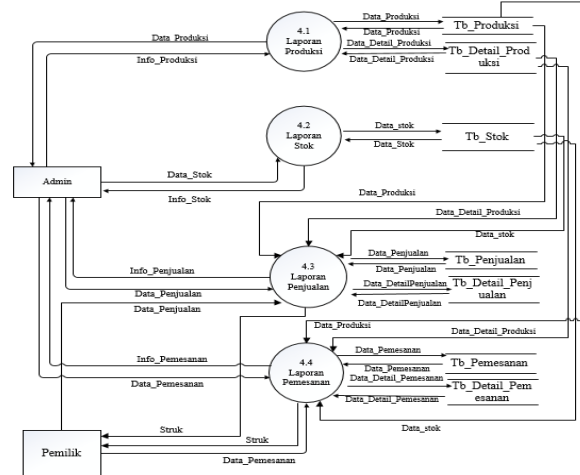 4.1
Laporan
Produksi
Data_Produksi
Data_Produksi
Data_Detail_Produksi
Data_Detail_Produksi
Tb_Produksi
Tb_Detail_Prod
uksi
Data_Produksi
Info_Produksi
4.2
Laporan
Stok
Data_stok
Data_Stok
Tb_Stok
Admin
Data_Stok
Info_Stok
Data_Produksi
Data_Detail_Produksi
Data_stok
4.3
Laporan
Penjualan
Data_Penjualan
Data_Penjualan
Data_DetailPenjualan
Data_DetailPenjualan
Tb_Penjualan
Tb_Detail_Penj
ualan
Info_Penjualan
Data_Penjualan
Data_Penjualan
Data_Produksi
Data_Detail_Produksi
4.4
Laporan
Pemesanan
Data_Pemesanan
Data_Pemesanan
Data_Detail_Pemesanan
Data_Detail_Pemesanan
Tb_Pemesanan
Tb_Detail_Pem
esanan
Info_Pemesanan
Data_Pemesanan
Data_stok
Struk
Struk
Data_Pemesanan
Pemilik